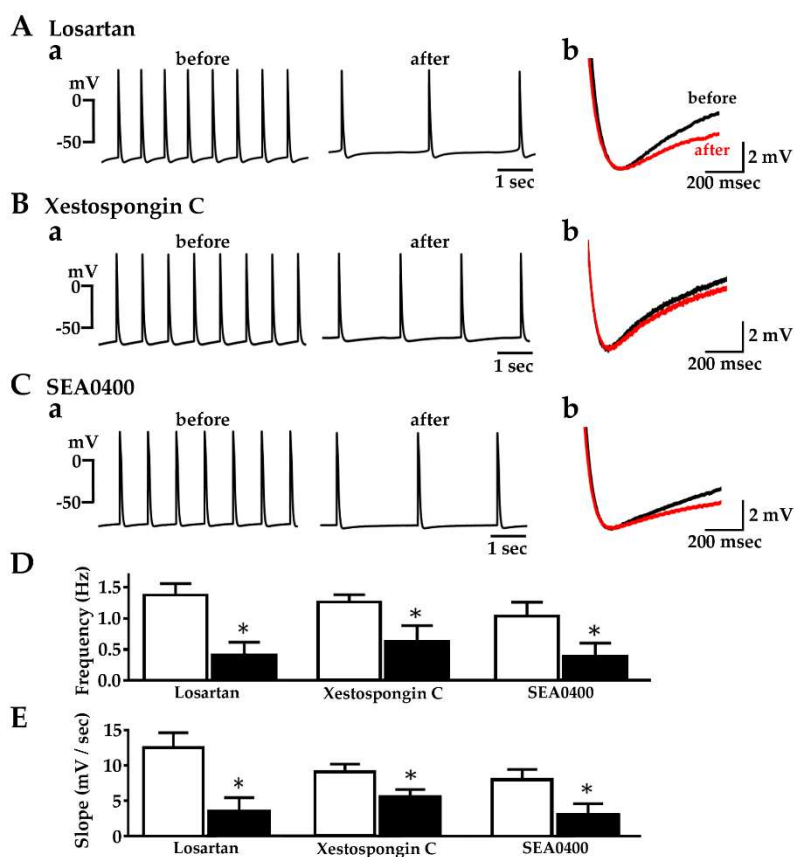 A Losartan
a before after b
mV
0
-50
before
after
2 mV
1 sec
200 msec
B Xestospongin C
a before after b
mV
0
-50
2 mV
1 sec
200 msec
C SEA0400
a before after b
mV
0
-50
2 mV
1 sec
200 msec
D
Frequency (Hz)
1.5
1.0
0.5
0.0
* * *
Losartan Xestospongin C SEA0400
E
Slope (mV / sec)
15
10
5
0
* * *
Losartan Xestospongin C SEA0400